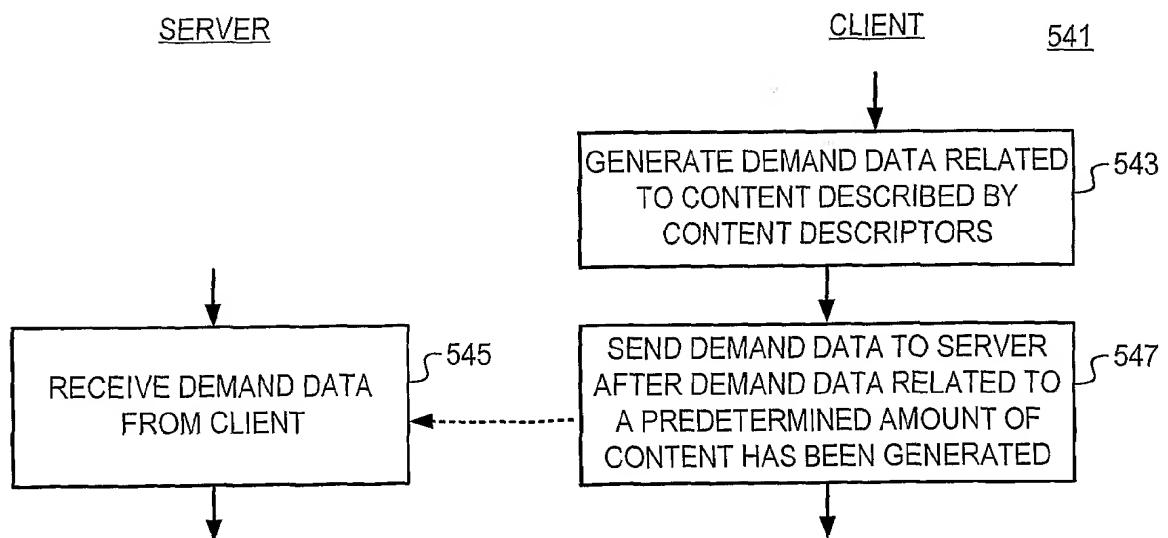 SERVER
CLIENT
541
GENERATE DEMAND DATA RELATED
TO CONTENT DESCRIBED BY
CONTENT DESCRIPTORS
543
RECEIVE DEMAND DATA
FROM CLIENT
545
SEND DEMAND DATA TO SERVER
AFTER DEMAND DATA RELATED TO
A PREDETERMINED AMOUNT OF
CONTENT HAS BEEN GENERATED
547